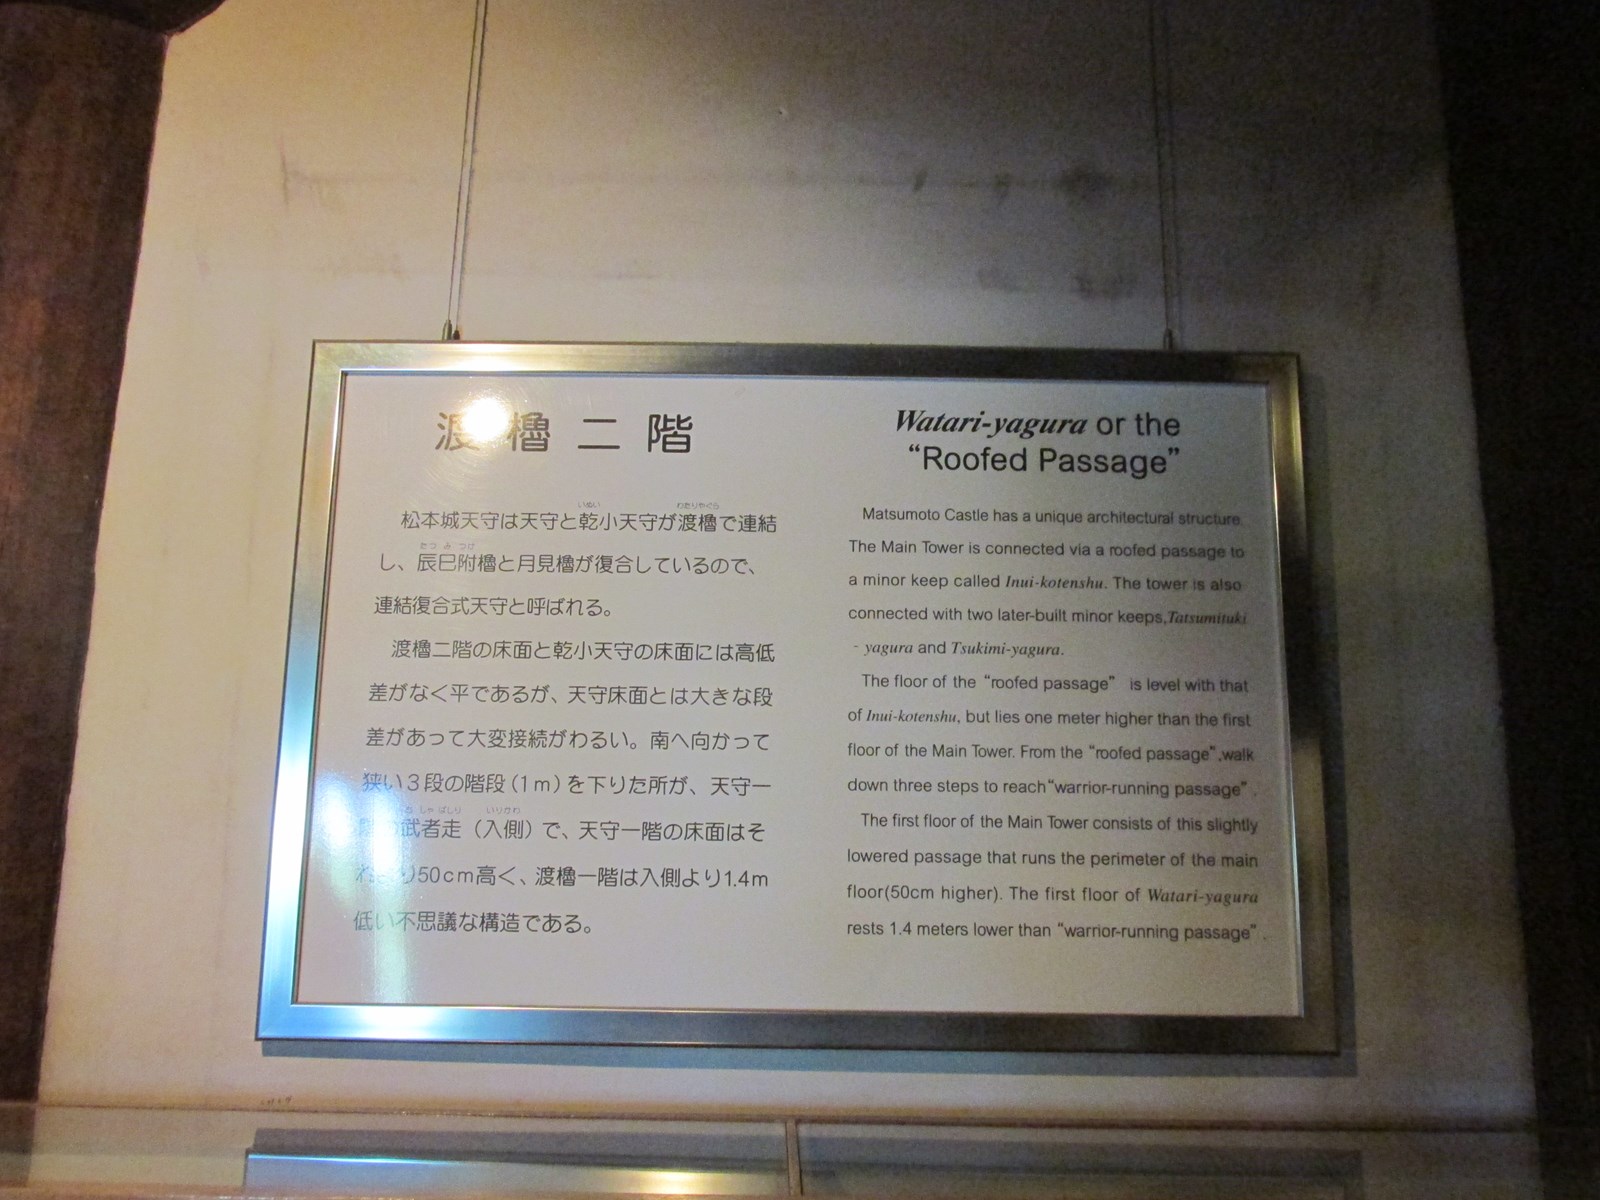 渡櫓二階
松本城天守は天守と乾小天守が渡櫓で連結
し、辰巳附櫓と月見櫓が復合しているので、
連結復合式天守と呼ばれる。
渡櫓二階の床面と乾小天守の床面には高低
差がなく平であるが、天守床面とは大きな段
差があって大変接続がわるい。南へ向かって
狭い3段の階段(1m)を下りた所が、天守一
階の武者走(入側)で、天守一階の床面はそ
れより50cm高く、渡櫓一階は入側より1.4m
低い不思議な構造である。
Watari-yagura or the
“Roofed Passage”
Matsumoto Castle has a unique architectural structure.
The Main Tower is connected via a roofed passage to
a minor keep called Inui-kotenshu. The tower is also
connected with two later-built minor keeps,Tatsumituki
- yagura and Tsukimi-yagura.
The floor of the “roofed passage” is level with that
of Inui-kotenshu, but lies one meter higher than the first
floor of the Main Tower. From the “roofed passage”,walk
down three steps to reach“warrior-running passage”.
The first floor of the Main Tower consists of this slightly
lowered passage that runs the perimeter of the main
floor(50cm higher). The first floor of Watari-yagura
rests 1.4 meters lower than “warrior-running passage”.